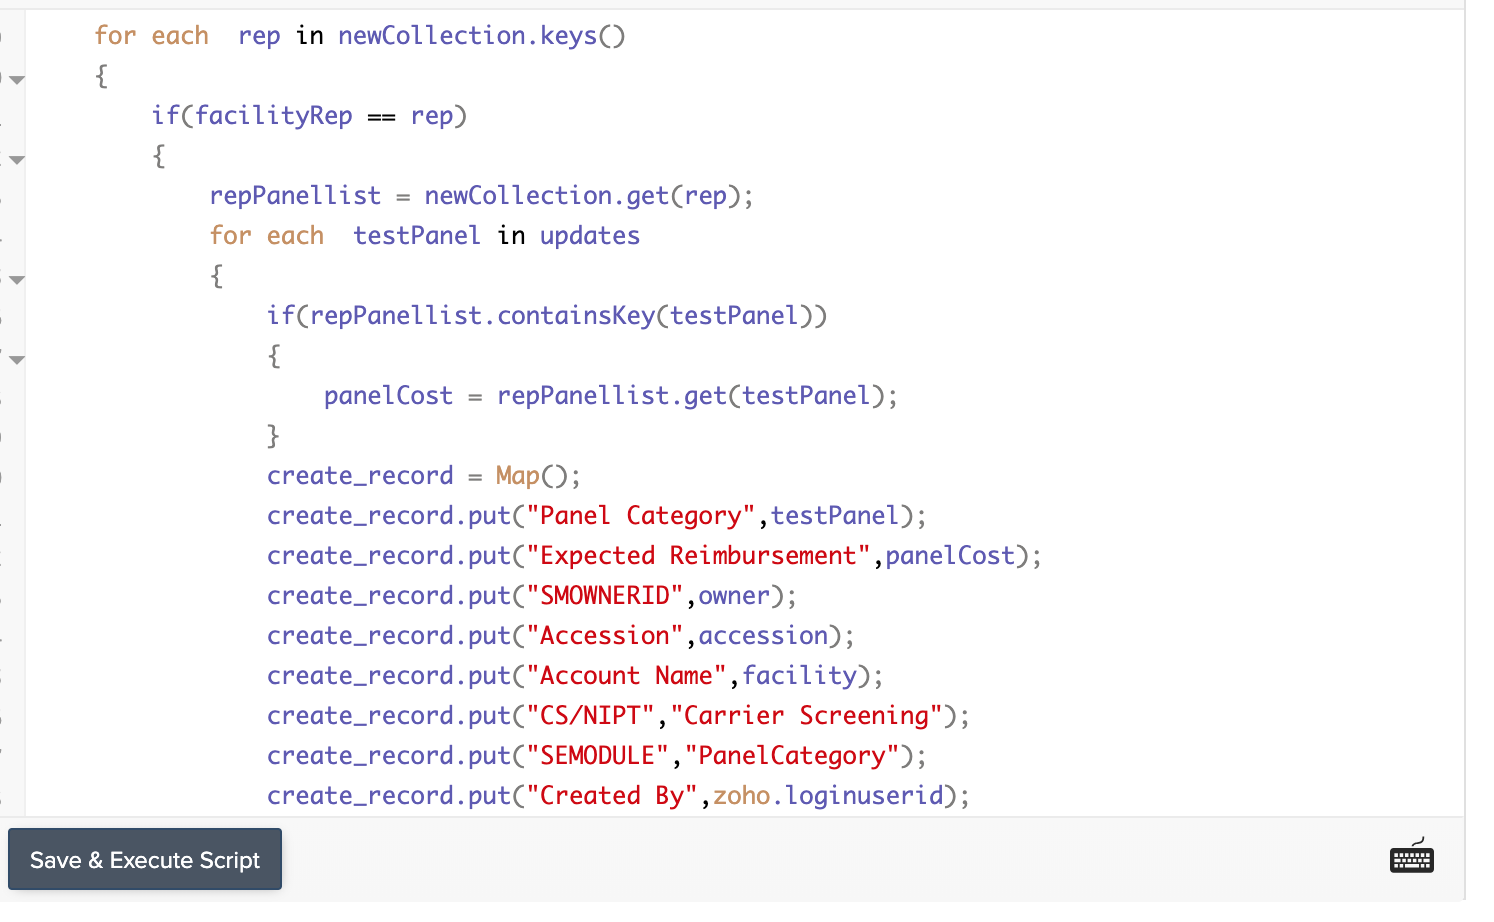 for each  rep in newCollection.keys()
{
if(facilityRep == rep)
{
repPanellist = newCollection.get(rep);
for each  testPanel in updates
{
if(repPanellist.containsKey(testPanel))
{
panelCost = repPanellist.get(testPanel);
}
create_record = Map();
create_record.put("Panel Category",testPanel);
create_record.put("Expected Reimbursement",panelCost);
create_record.put("SMOWNERID",owner);
create_record.put("Accession",accession);
create_record.put("Account Name",facility);
create_record.put("CS/NIPT","Carrier Screening");
create_record.put("SEMODULE","PanelCategory");
create_record.put("Created By",zoho.loginuserid);
Save & Execute Script